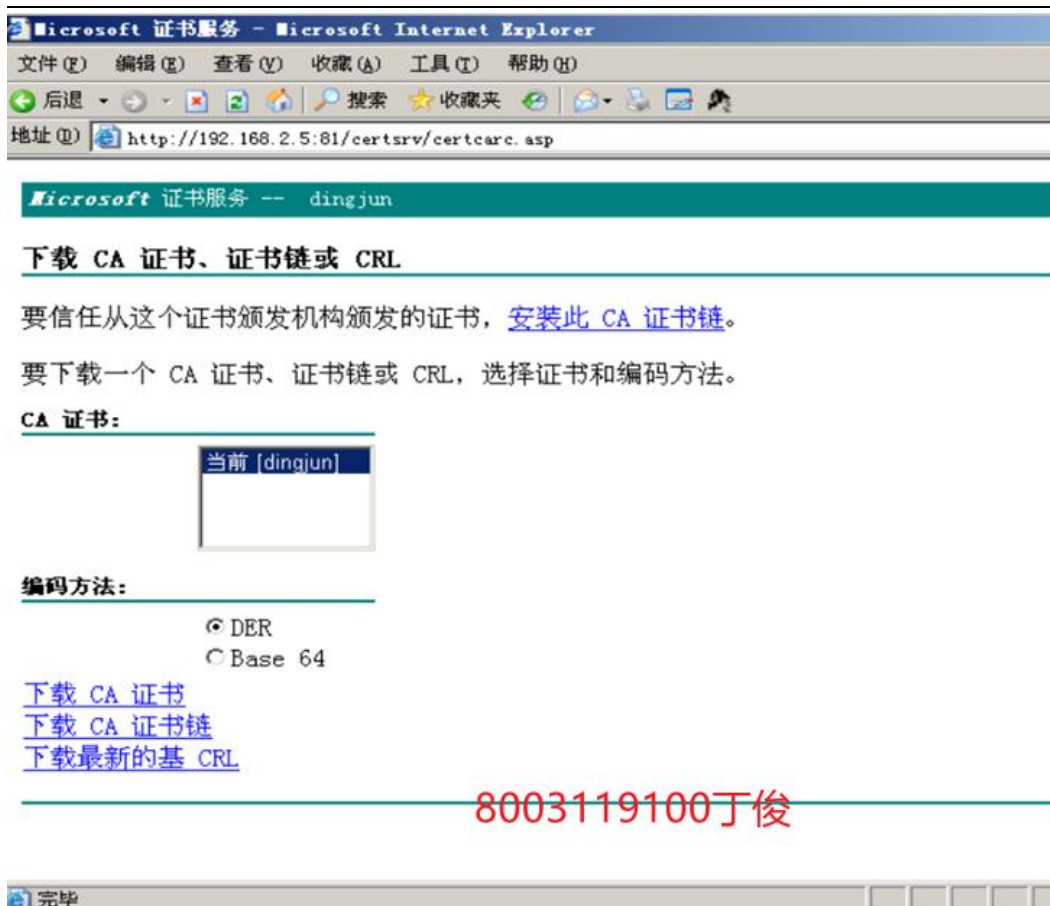 Microsoft 证书服务 - Microsoft Internet Explorer
文件(F) 编辑(E) 查看(V) 收藏(A) 工具(T) 帮助(H)
后退 搜索 收藏夹
地址(D) http://192.168.2.5:81/certsrv/certcarc.asp
Microsoft 证书服务 -- dingjun
下载 CA 证书、证书链或 CRL
要信任从这个证书颁发机构颁发的证书，安装此 CA 证书链。
要下载一个 CA 证书、证书链或 CRL，选择证书和编码方法。
CA 证书:
当前 [dingjun]
编码方法:
DER
Base 64
下载 CA 证书
下载 CA 证书链
下载最新的基 CRL
8003119100丁俊
完毕